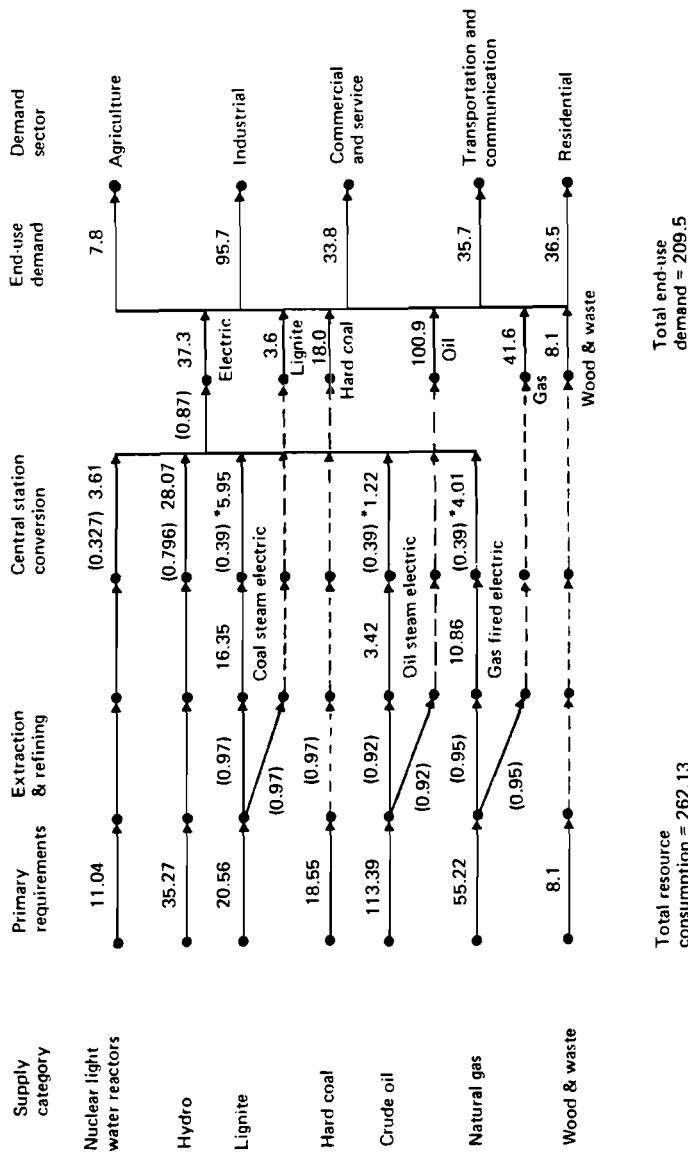 Supply
category
Primary
requirements
Extraction
& refining
Central station
conversion
End-use
demand
Demand
sector
Nuclear light
water reactors
11.04
(0.327) 3.61
7.8
Agriculture
Hydro
35.27
(0.796) 28.07
(0.87)
37.3
Electric
Lignite
20.56
(0.97)
16.35
(0.39) *5.95
95.7
Industrial
Coal steam electric
(0.97)
3.6
Lignite
Hard coal
18.55
(0.97)
18.0
Hard coal
33.8
Commercial
and service
Crude oil
113.39
(0.92)
3.42
(0.39) *1.22
Oil steam electric
(0.92)
100.9
Oil
Natural gas
55.22
(0.95)
10.86
(0.39) *4.01
35.7
Transportation and
communication
Gas fired electric
(0.95)
41.6
Gas
Wood & waste
8.1
8.1
Wood & waste
36.5
Residential
Total resource
consumption = 262.13
Total end-use
demand = 209.5